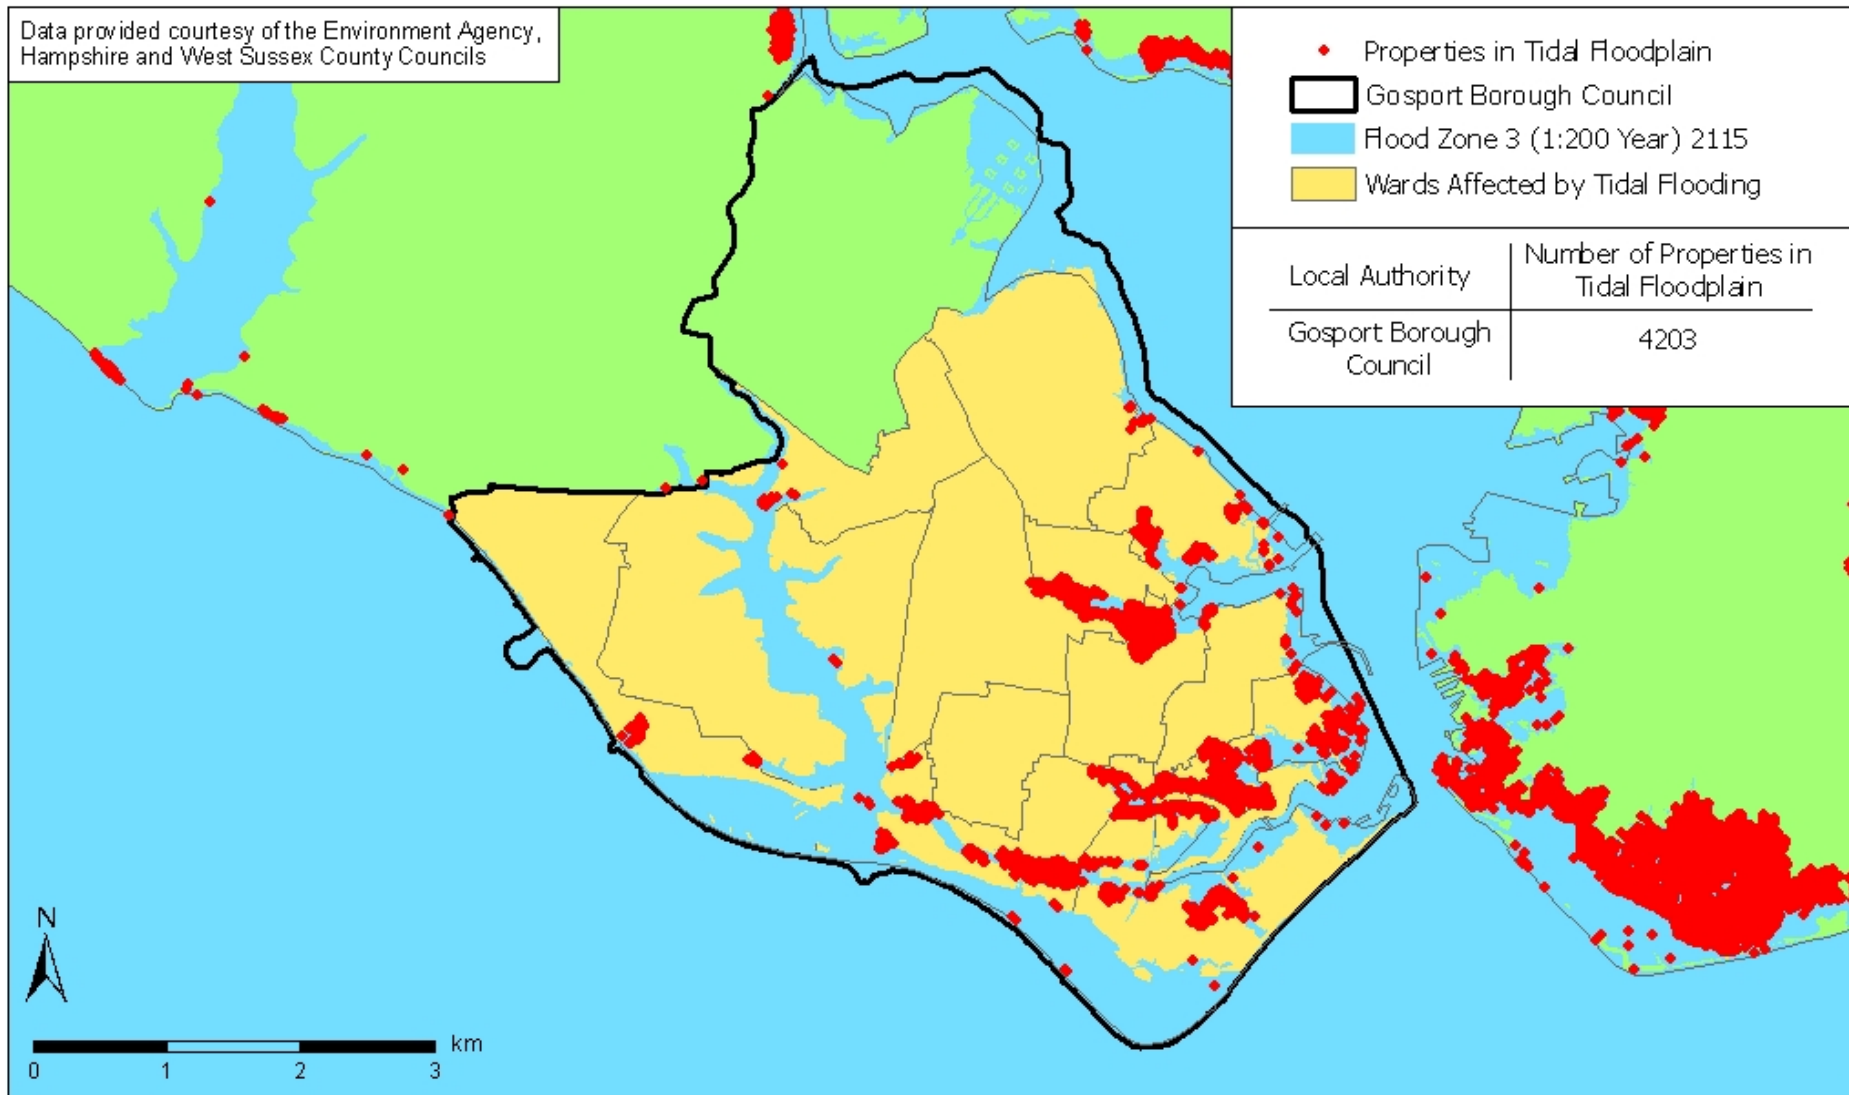 Data provided courtesy of the Environment Agency,
Hampshire and West Sussex County Councils
Properties in Tidal Floodplain
Gosport Borough Council
Flood Zone 3 (1:200 Year) 2115
Wards Affected by Tidal Flooding
Local Authority
Number of Properties in
Tidal Floodplain
Gosport Borough
Council
4203
N
km
0 1 2 3